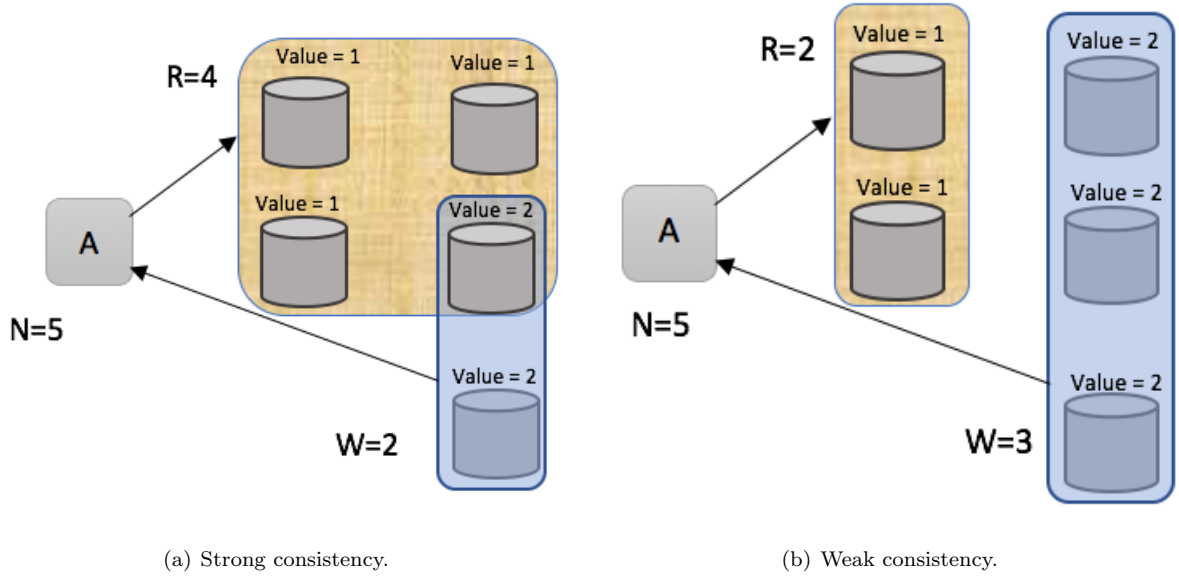 Value = 1
Value = 1
R=4
Value = 1
Value = 2
A
N=5
Value = 2
W=2
(a) Strong consistency.
Value = 1
Value = 2
R=2
Value = 1
Value = 2
A
N=5
Value = 2
W=3
(b) Weak consistency.